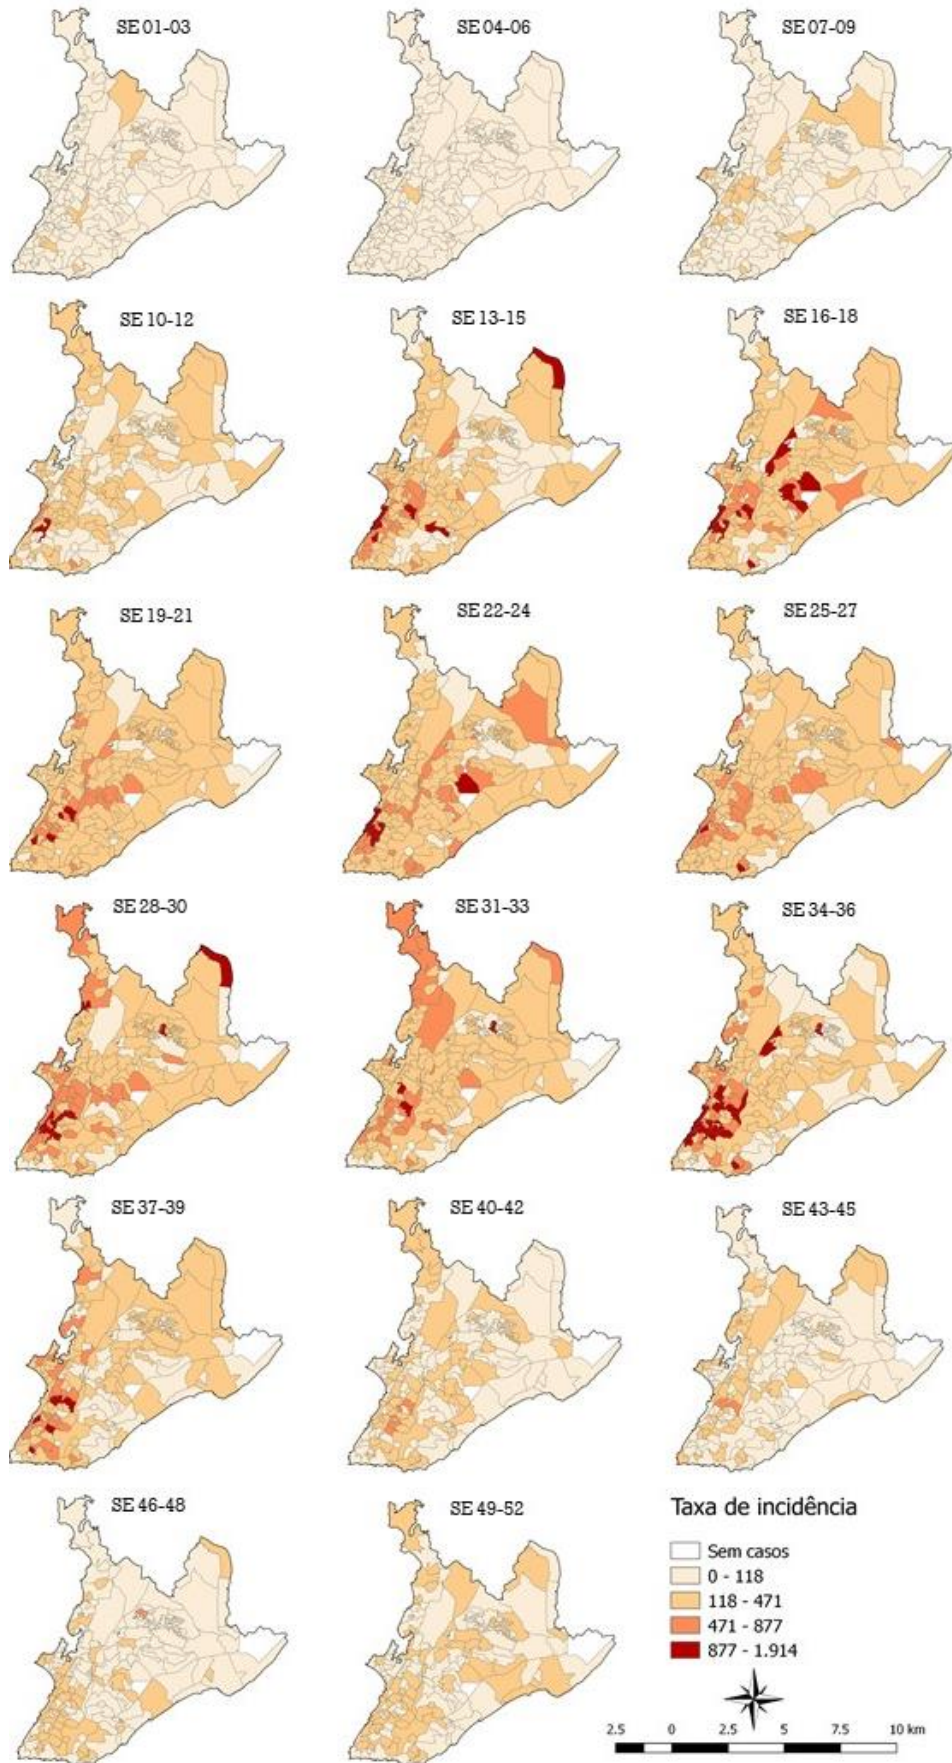 SE 01-03
SE 04-06
SE 07-09
SE 10-12
SE 13-15
SE 16-18
SE 19-21
SE 22-24
SE 25-27
SE 28-30
SE 31-33
SE 34-36
SE 37-39
SE 40-42
SE 43-45
SE 46-48
SE 49-52
Taxa de incidência
Sem casos
0 - 118
118 - 471
471 - 877
877 - 1.914
2.5 0 2.5 5 7.5 10 km